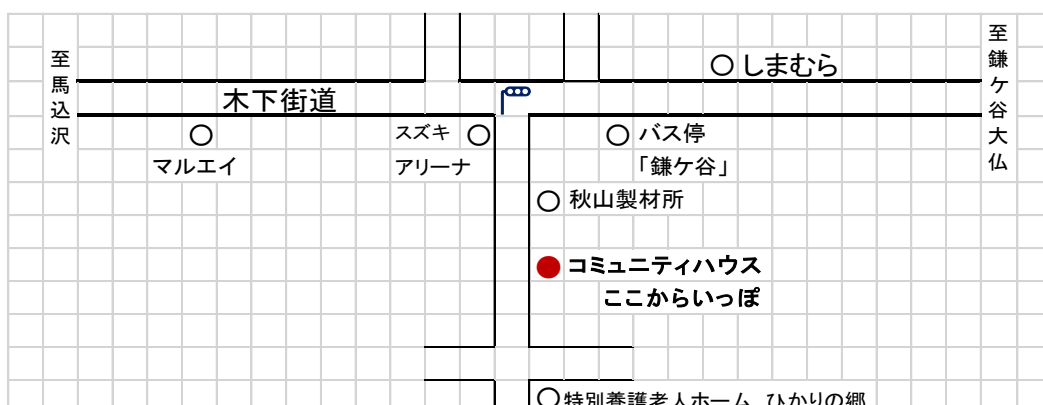 至馬込沢
至鎌ケ谷大仏
しまむら
木下街道
マルエイ
スズキ
アリーナ
バス停
「鎌ケ谷」
秋山製材所
コミュニティハウス
ここからいっぽ
特別養護老人ホーム ひかりの郷